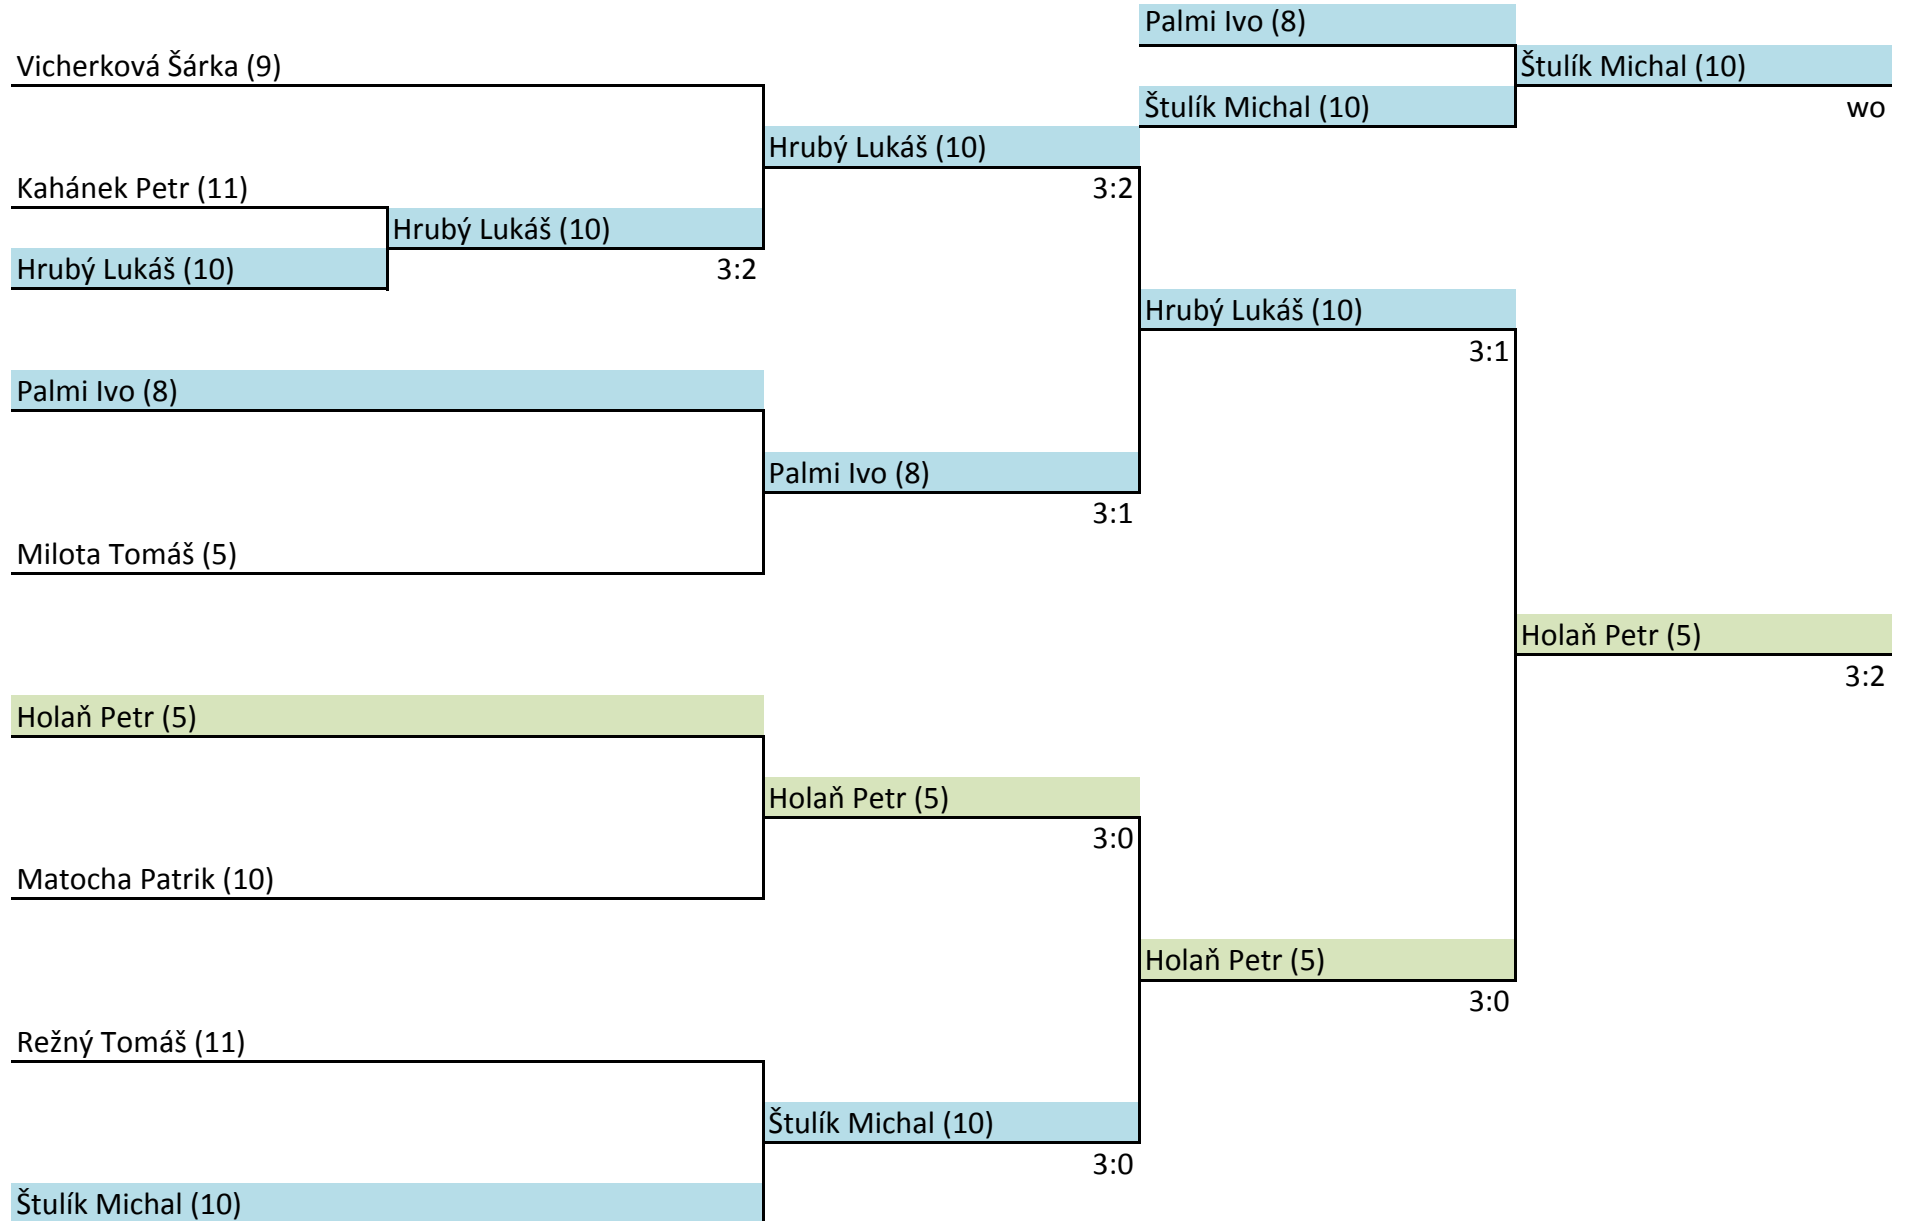 Palmi Ivo (8)
Vicherková Šárka (9)
Štulík Michal (10)
Štulík Michal (10)
wo
Hrubý Lukáš (10)
Kahánek Petr (11)
3:2
Hrubý Lukáš (10)
Hrubý Lukáš (10)
3:2
Hrubý Lukáš (10)
3:1
Palmi Ivo (8)
Palmi Ivo (8)
3:1
Milota Tomáš (5)
Holaň Petr (5)
3:2
Holaň Petr (5)
Holaň Petr (5)
3:0
Matocha Patrik (10)
Holaň Petr (5)
3:0
Režný Tomáš (11)
Štulík Michal (10)
3:0
Štulík Michal (10)